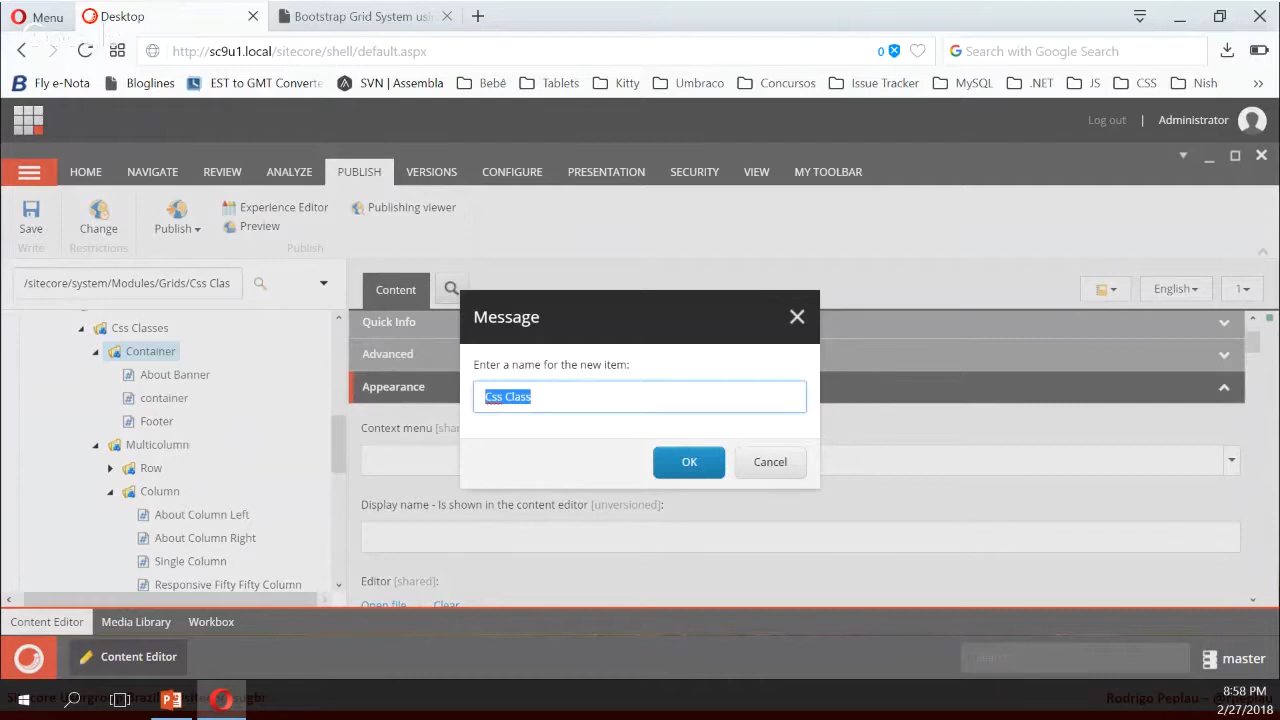 Menu
Desktop
Bootstrap Grid System usi
http://sc9u1.local/sitecore/shell/default.aspx
0
Search with Google Search
Fly e-Nota
Bloglines
EST to GMT Converte
SVN | Assembla
Bebê
Tablets
Kitty
Umbraco
Concursos
Issue Tracker
MySQL
.NET
JS
CSS
Nish
Log out | Administrator
HOME
NAVIGATE
REVIEW
ANALYZE
PUBLISH
VERSIONS
CONFIGURE
PRESENTATION
SECURITY
VIEW
MY TOOLBAR
Save
Write
Change
Restrictions
Publish
Experience Editor
Preview
Publishing viewer
Publish
/sitecore/system/Modules/Grids/Css Clas
Content
English
1
Css Classes
Container
About Banner
container
Footer
Multicolumn
Row
Column
About Column Left
About Column Right
Single Column
Responsive Fifty Fifty Column
Quick Info
Advanced
Appearance
Context menu [shar
Display name - Is shown in the content editor [unversioned]:
Editor [shared]:
Open file
Clear
Message
Enter a name for the new item:
Css Class
OK
Cancel
Content Editor
Media Library
Workbox
Content Editor
Search
master
Rodrigo Peplau
8:58 PM
2/27/2018